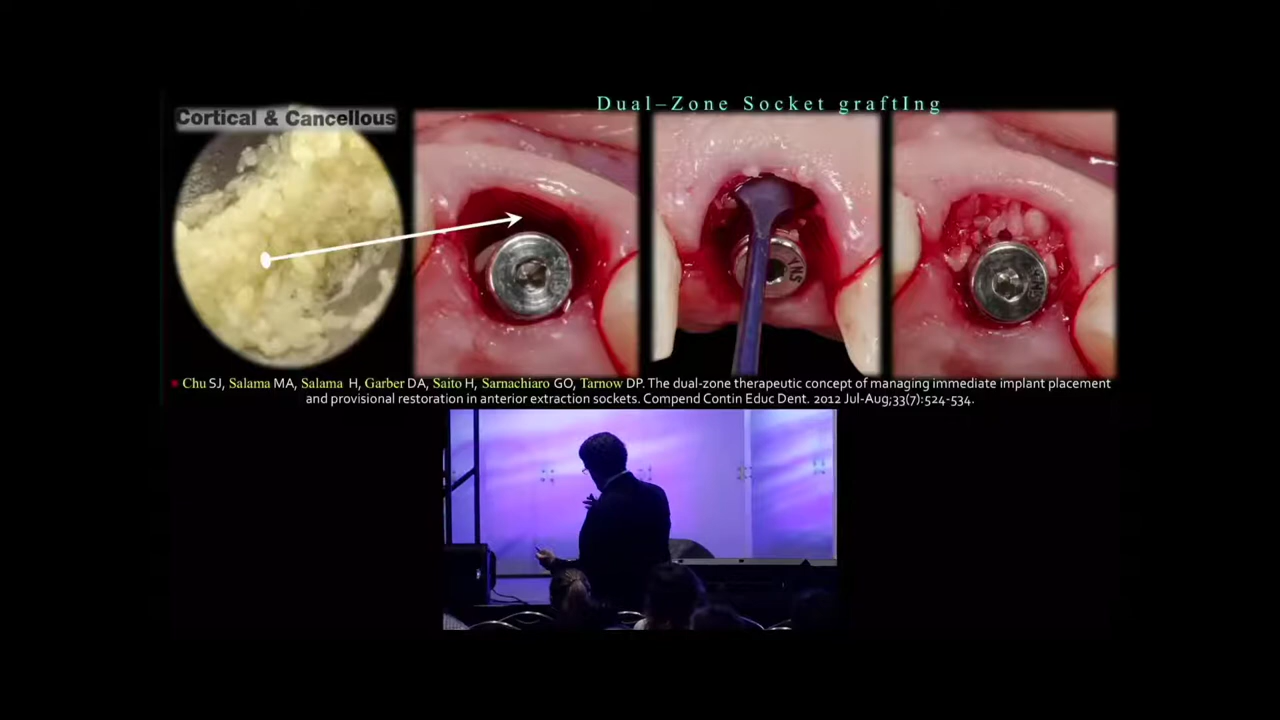 Dual–Zone Socket graftIng
Cortical & Cancellous
Chu SJ, Salama MA, Salama H, Garber DA, Saito H, Sarnachiaro GO, Tarnow DP. The dual-zone therapeutic concept of managing immediate implant placement
and provisional restoration in anterior extraction sockets. Compend Contin Educ Dent. 2012 Jul-Aug;33(7):524-534.